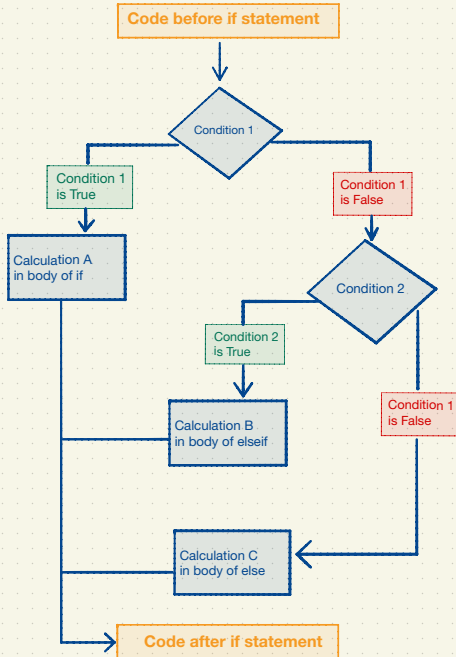 Code before if statement
Condition 1
Condition 1
is True
Condition 1
is False
Calculation A
in body of if
Condition 2
Condition 2
is True
Condition 1
is False
Calculation B
in body of elseif
Calculation C
in body of else
Code after if statement